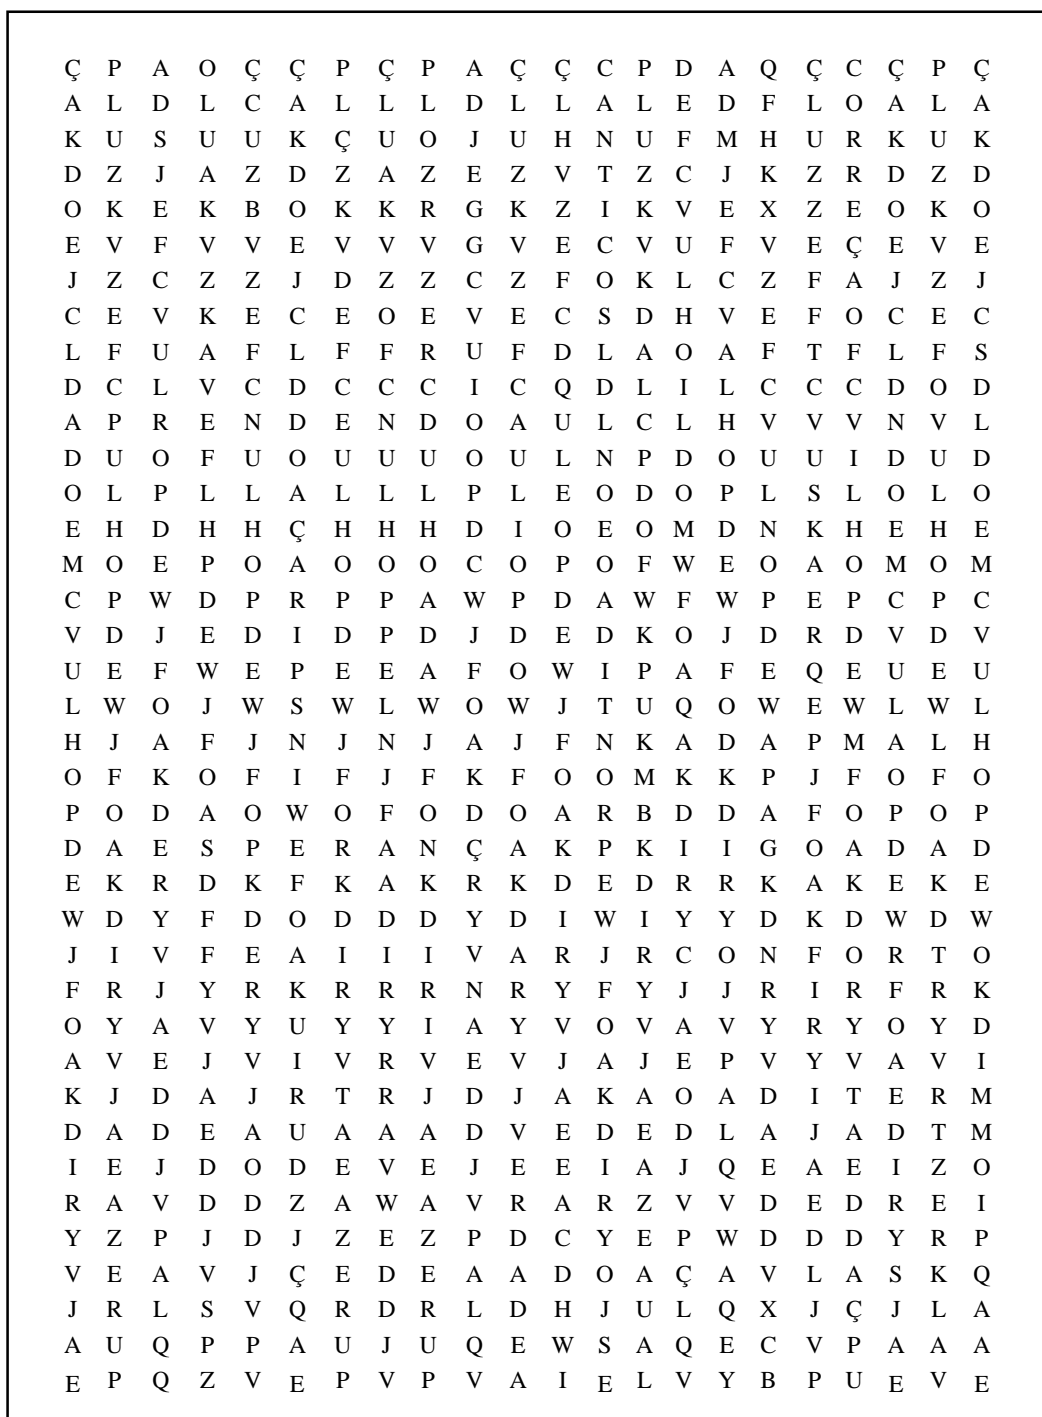 Ç P A O Ç Ç P Ç P A Ç Ç C P D A Q Ç C Ç P Ç
A L D L C A L L L D L L A L E D F L O A L A
K U S U U K Ç U O J U H N U F M H U R K U K
D Z J A Z D Z A Z E Z V T Z C J K Z R D Z D
O K E K B O K K R G K Z I K V E X Z E O K O
E V F V V E V V V G V E C V U F V E Ç E V E
J Z C Z Z J D Z Z C Z F O K L C Z F A J Z J
C E V K E C E O E V E C S D H V E F O C E C
L F U A F L F F R U F D L A O A F T F L F S
D C L V C D C C C I C Q D L I L C C C D O D
A P R E N D E N D O A U L C L H V V V N V L
D U O F U O U U U O U L N P D O U U I D U D
O L P L L A L L L P L E O D O P L S L O L O
E H D H H Ç H H H D I O E O M D N K H E H E
M O E P O A O O O C O P O F W E O A O M O M
C P W D P R P P A W P D A W F W P E P C P C
V D J E D I D P D J D E D K O J D R D V D V
U E F W E P E E A F O W I P A F E Q E U E U
L W O J W S W L W O W J T U Q O W E W L W L
H J A F J N J N J A J F N K A D A P M A L H
O F K O F I F J F K F O O M K K P J F O F O
P O D A O W O F O D O A R B D D A F O P O P
D A E S P E R A N Ç A K P K I I G O A D A D
E K R D K F K A K R K D E D R R K A K E K E
W D Y F D O D D D Y D I W I Y Y D K D W D W
J I V F E A I I I V A R J R C O N F O R T O
F R J Y R K R R R N R Y F Y J J R I R F R K
O Y A V Y U Y Y I A Y V O V A V Y R Y O Y D
A V E J V I V R V E V J A J E P V Y V A V I
K J D A J R T R J D J A K A O A D I T E R M
D A D E A U A A A D V E D E D L A J A D T M
I E J D O D E V E J E E I A J Q E A E I Z O
R A V D D Z A W A V R A R Z V V D E D R E I
Y Z P J D J Z E Z P D C Y E P W D D D Y R P
V E A V J Ç E D E A A D O A Ç A V L A S K Q
J R L S V Q R D R L D H J U L Q X J Ç J L A
A U Q P P A U J U Q E W S A Q E C V P A A A
E P Q Z V E P V P V A I E L V Y B P U E V E